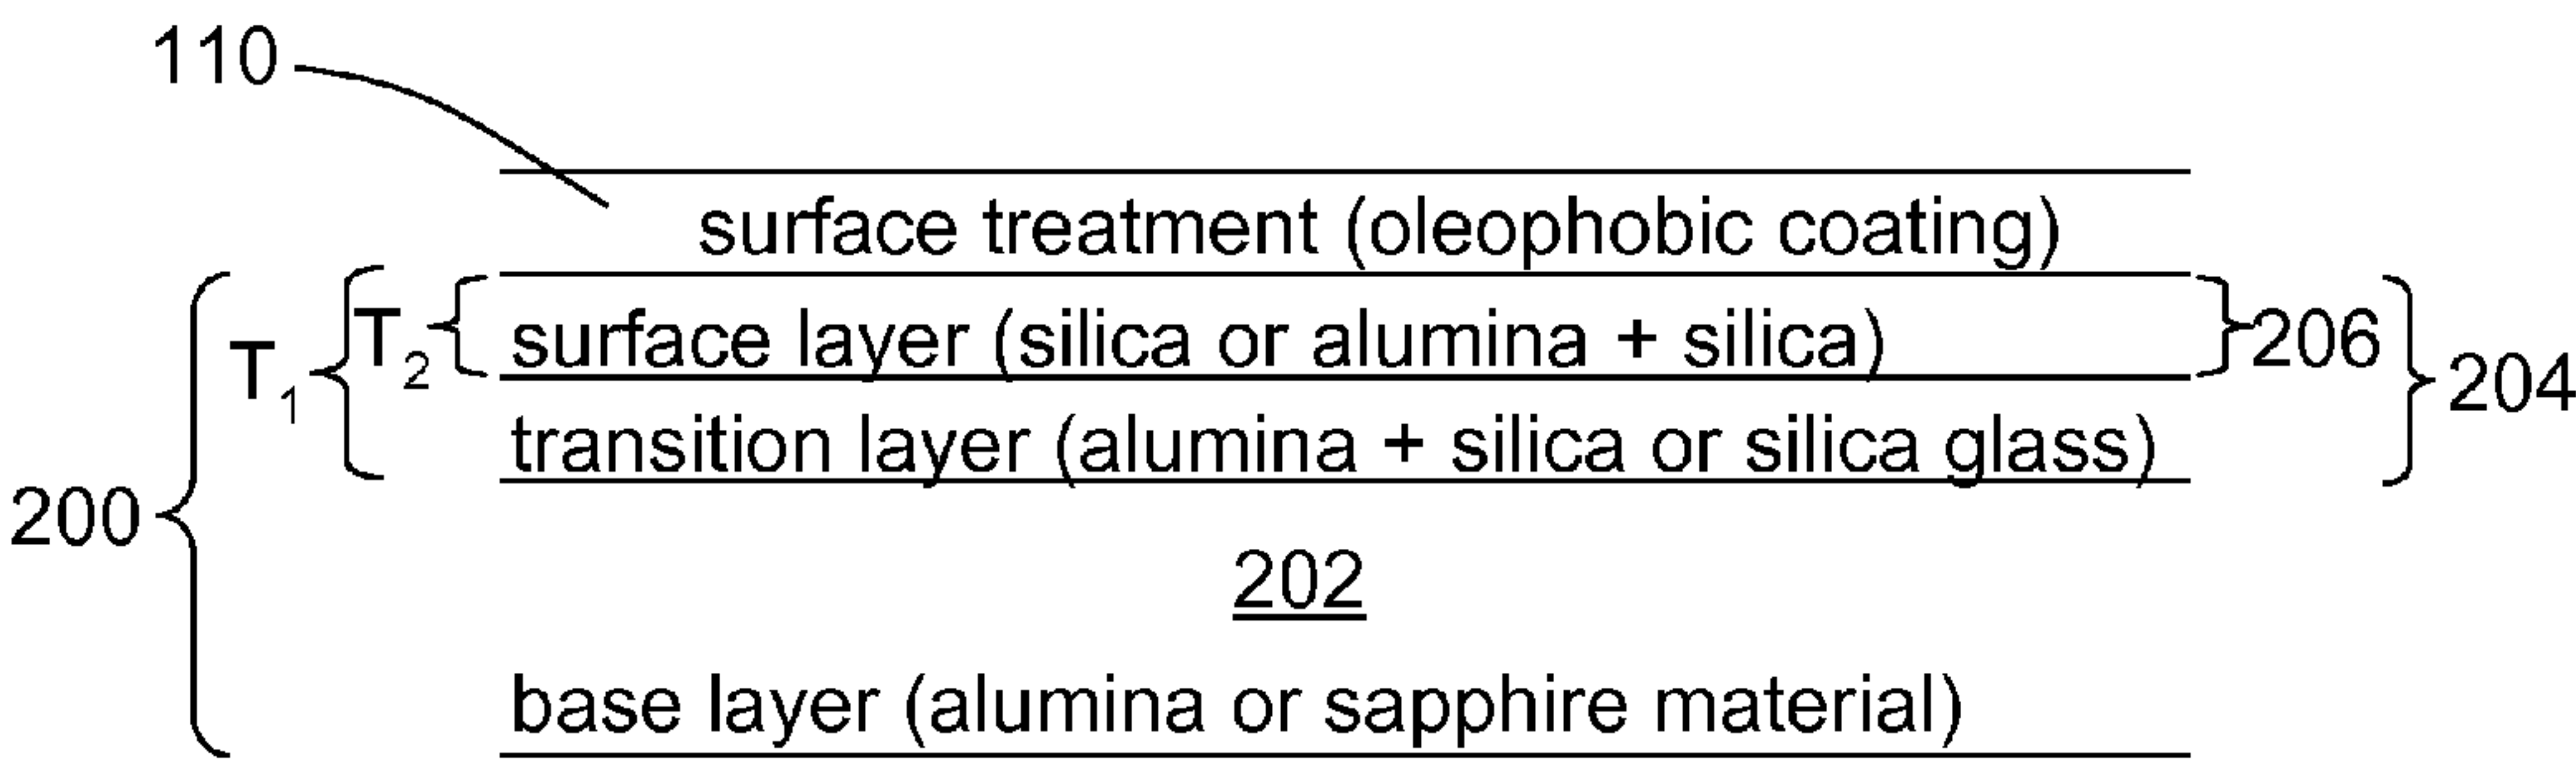 110
surface treatment (oleophobic coating)
T2
surface layer (silica or alumina + silica)
206
T1
204
transition layer (alumina + silica or silica glass)
200
202
base layer (alumina or sapphire material)